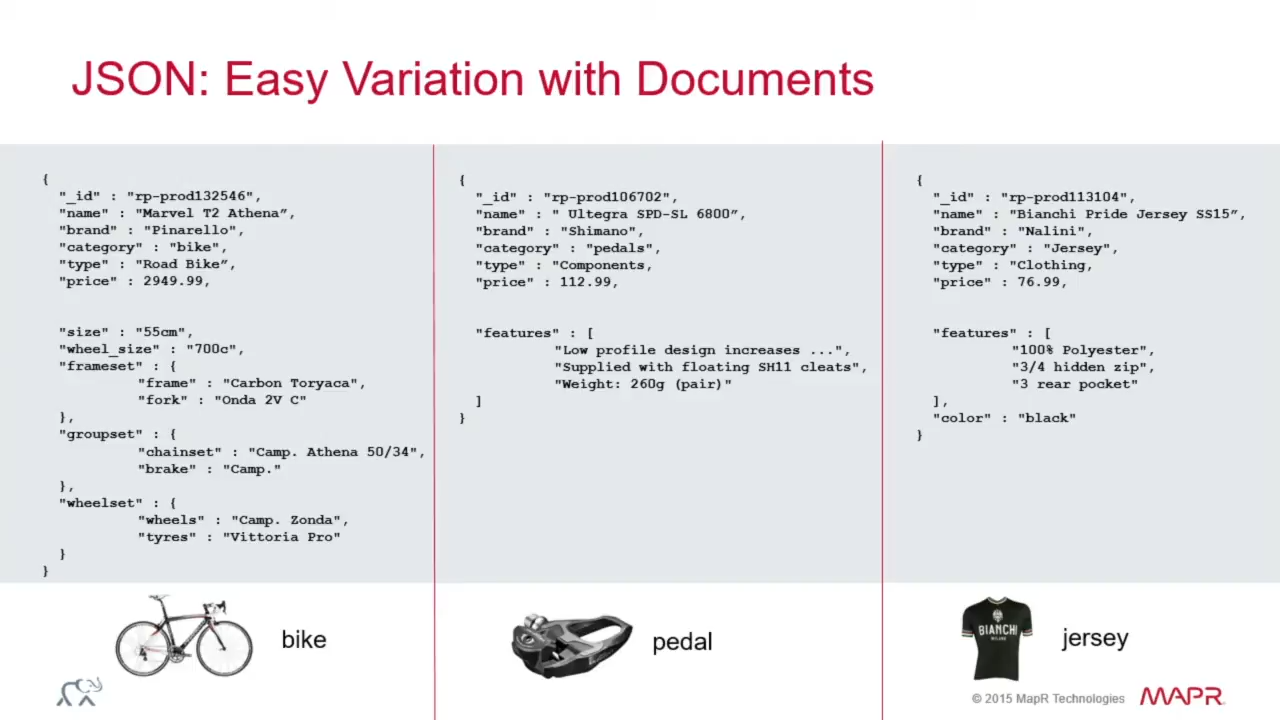 JSON: Easy Variation with Documents
{
"_id" : "rp-prod132546",
"name" : "Marvel T2 Athena”,
"brand" : "Pinarello",
"category" : "bike",
"type" : "Road Bike”,
"price" : 2949.99,
"size" : "55cm",
"wheel_size" : "700c",
"frameset" : {
"frame" : "Carbon Toryaca",
"fork" : "Onda 2V C"
},
"groupset" : {
"chainset" : "Camp. Athena 50/34",
"brake" : "Camp."
},
"wheelset" : {
"wheels" : "Camp. Zonda",
"tyres" : "Vittoria Pro"
}
}
bike
{
"_id" : "rp-prod106702",
"name" : " Ultegra SPD-SL 6800”,
"brand" : "Shimano",
"category" : "pedals",
"type" : "Components,
"price" : 112.99,
"features" : [
"Low profile design increases ...",
"Supplied with floating SH11 cleats",
"Weight: 260g (pair)"
]
}
pedal
{
"_id" : "rp-prod113104",
"name" : "Bianchi Pride Jersey SS15”,
"brand" : "Nalini",
"category" : "Jersey",
"type" : "Clothing,
"price" : 76.99,
"features" : [
"100% Polyester",
"3/4 hidden zip",
"3 rear pocket"
],
"color" : "black"
}
BIANCHI
MILANO
jersey
© 2015 MapR Technologies
MAPR